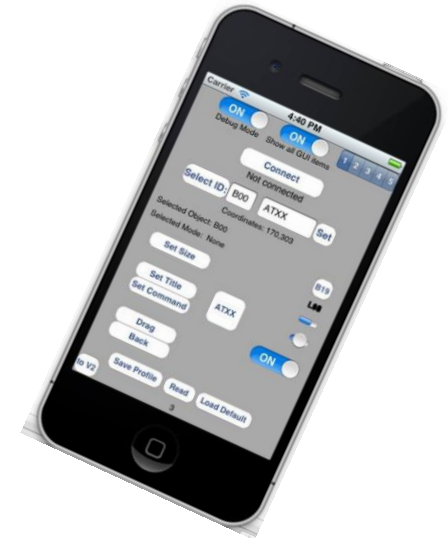 Carrier 4:40 PM
ON ON
Debug Mode Show all GUI items
1 2 3 4 5
Connect
Not connected
Select ID: B00 ATXX Set
Coordinates: 170,303
Selected Object: B00
Selected Mode: None
Set Size
Set Title
Set Command
ATXX
B19
Drag
Back
ON
lo V2
Save Profile Read Load Default
3